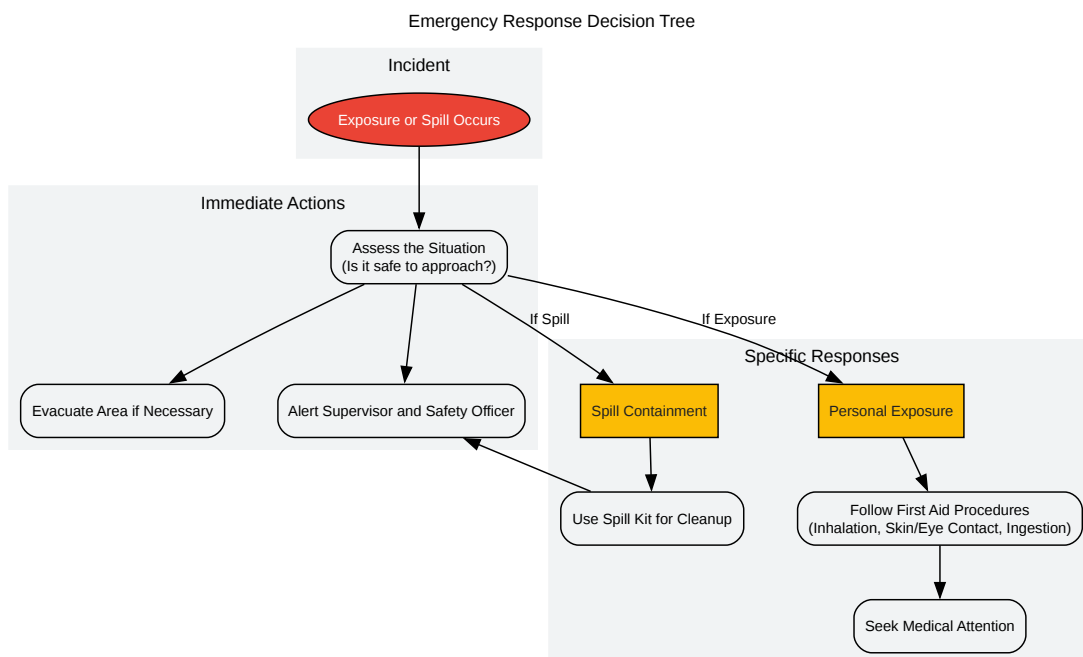 Emergency Response Decision Tree
Incident
Exposure or Spill Occurs
Immediate Actions
Assess the Situation
(Is it safe to approach?)
If Spill
If Exposure
Specific Responses
Evacuate Area if Necessary
Alert Supervisor and Safety Officer
Spill Containment
Personal Exposure
Use Spill Kit for Cleanup
Follow First Aid Procedures
(Inhalation, Skin/Eye Contact, Ingestion)
Seek Medical Attention